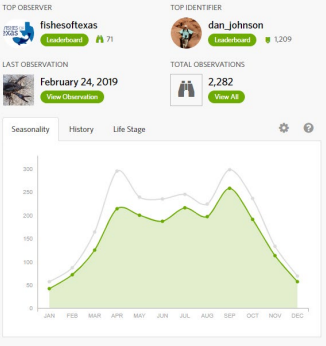 TOP OBSERVER
TOP IDENTIFIER
fishesoftexas
Leaderboard 71
dan_johnson
Leaderboard 1,209
LAST OBSERVATION
TOTAL OBSERVATIONS
February 24, 2019
View Observation
2,282
View All
Seasonality History Life Stage
300
250
200
150
100
50
0
JAN FEB MAR APR MAY JUN JUL AUG SEP OCT NOV DEC